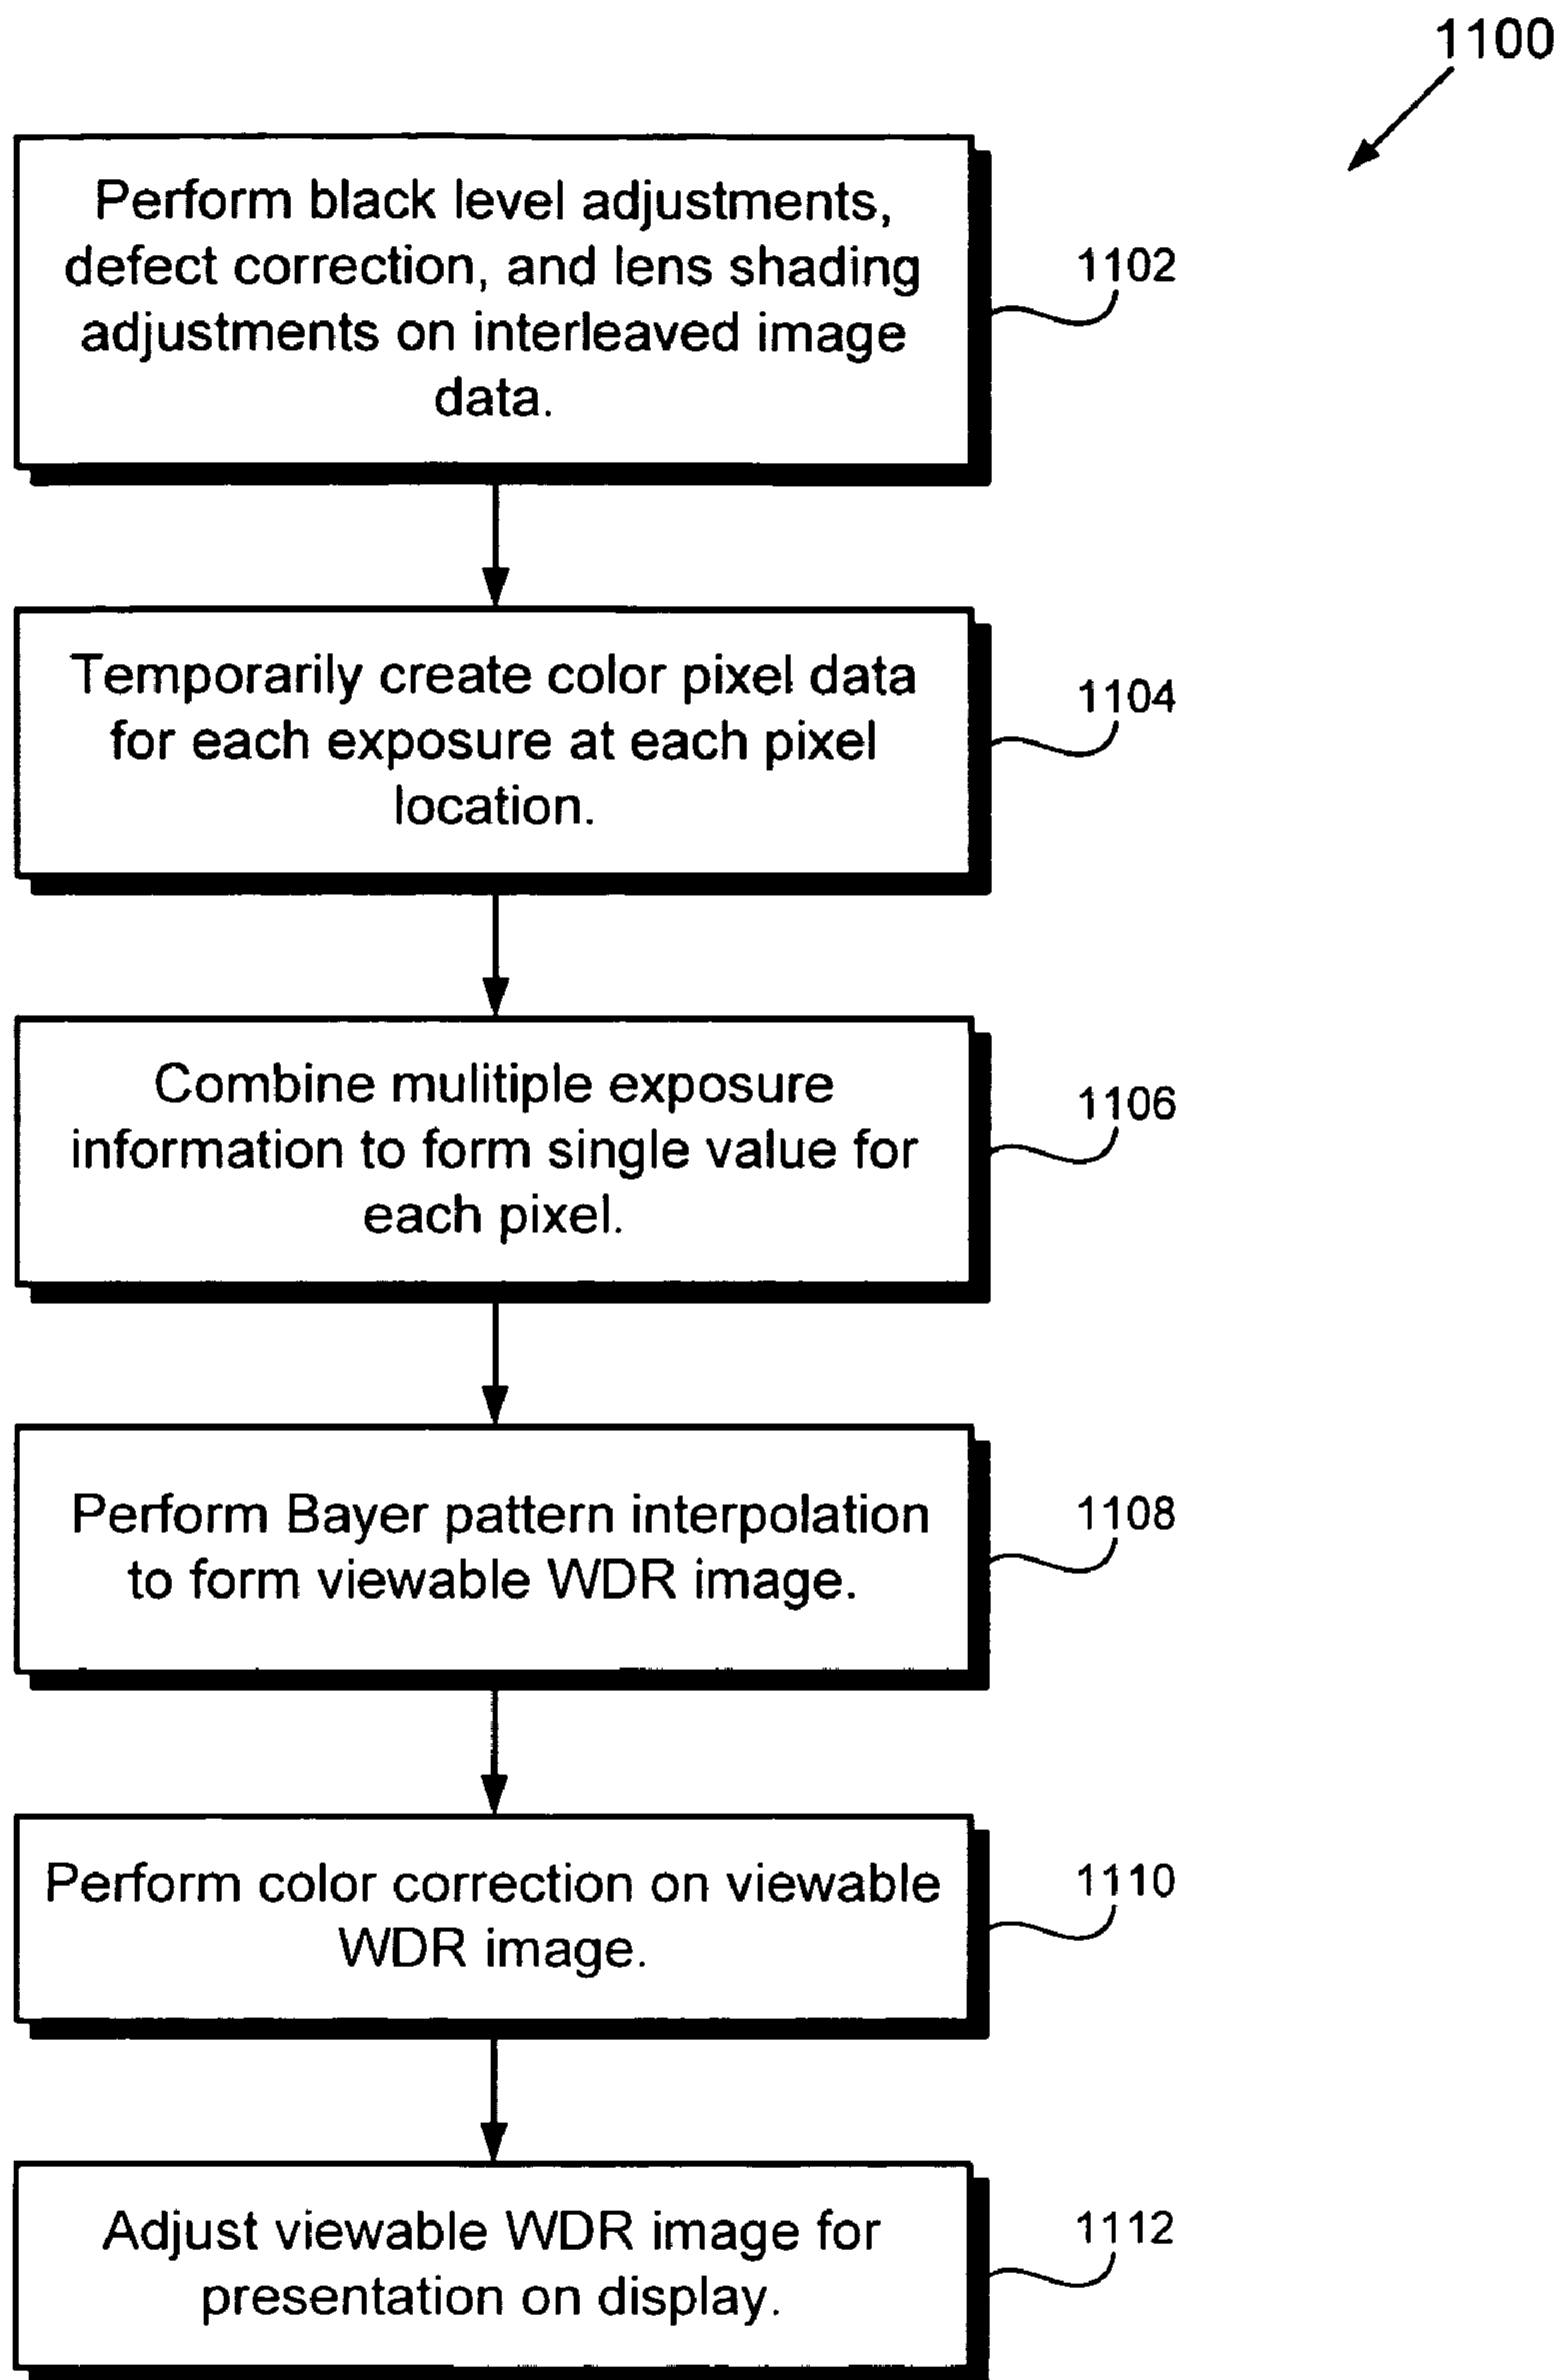 1100
Perform black level adjustments,
defect correction, and lens shading
adjustments on interleaved image
data.
1102
Temporarily create color pixel data
for each exposure at each pixel
location.
1104
Combine mulitiple exposure
information to form single value for
each pixel.
1106
Perform Bayer pattern interpolation
to form viewable WDR image.
1108
Perform color correction on viewable
WDR image.
1110
Adjust viewable WDR image for
presentation on display.
1112